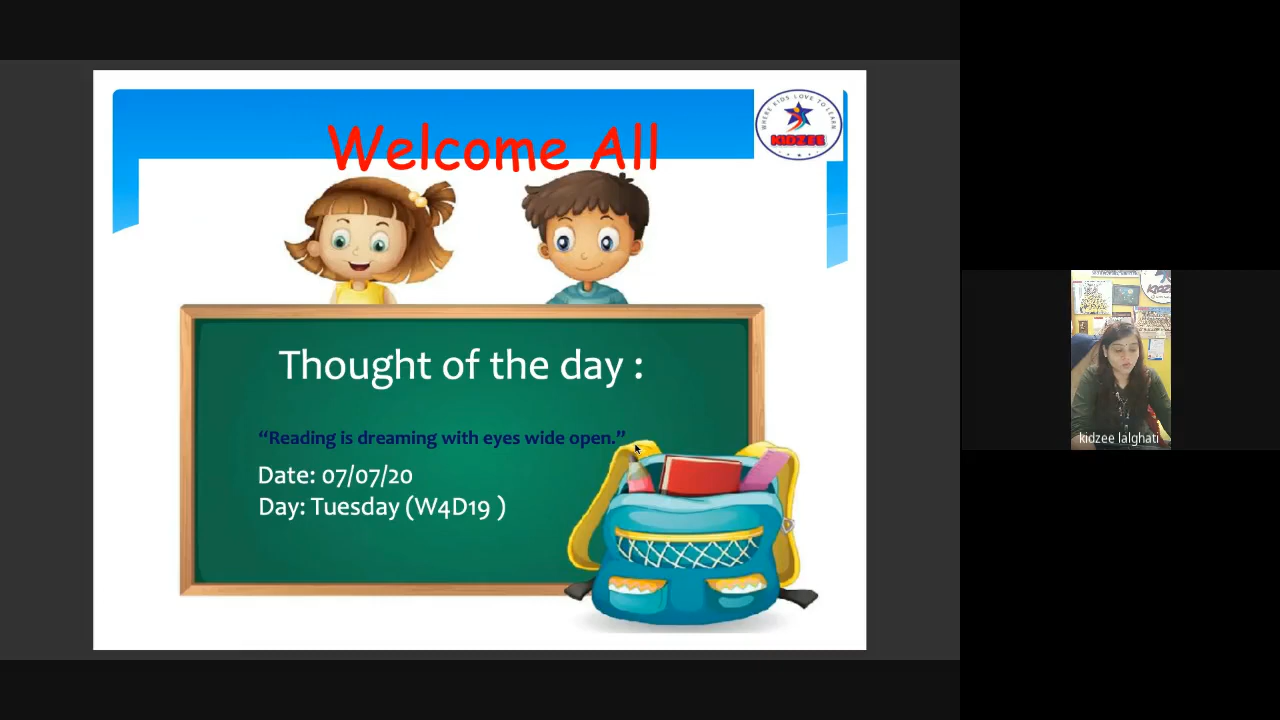 WHERE KIDS LOVE TO LEARN
KIDZEE
Welcome All
Thought of the day :
“Reading is dreaming with eyes wide open.”
Date: 07/07/20
Day: Tuesday (W4D19 )
kidzee lalghati